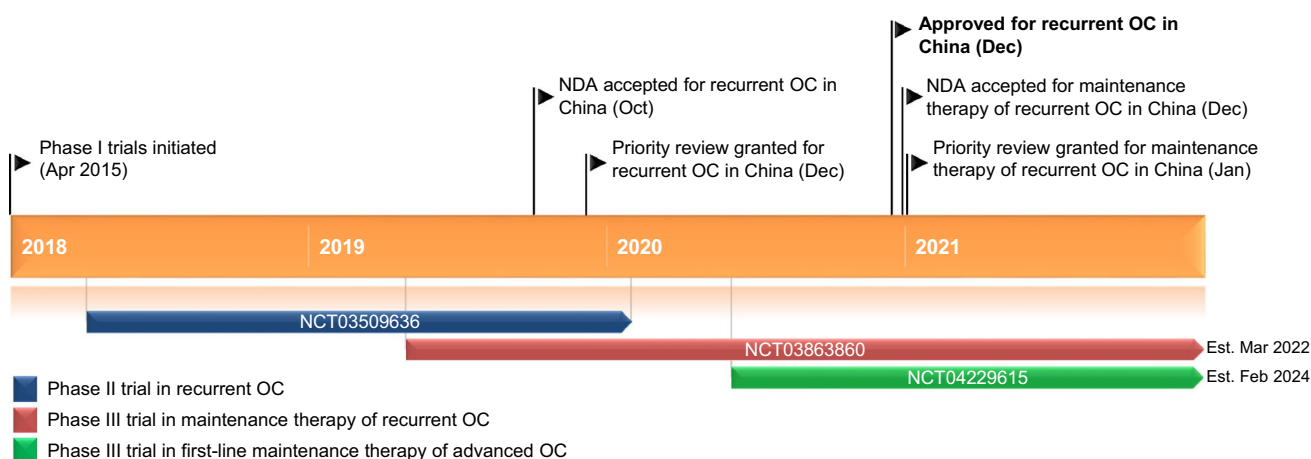 Approved for recurrent OC in
China (Dec)
NDA accepted for recurrent OC in
China (Oct)
NDA accepted for maintenance
therapy of recurrent OC in China (Dec)
Phase I trials initiated
(Apr 2015)
Priority review granted for
recurrent OC in China (Dec)
Priority review granted for maintenance
therapy of recurrent OC in China (Jan)
2018
2019
2020
2021
NCT03509636
NCT03863860
Est. Mar 2022
NCT04229615
Est. Feb 2024
Phase II trial in recurrent OC
Phase III trial in maintenance therapy of recurrent OC
Phase III trial in first-line maintenance therapy of advanced OC